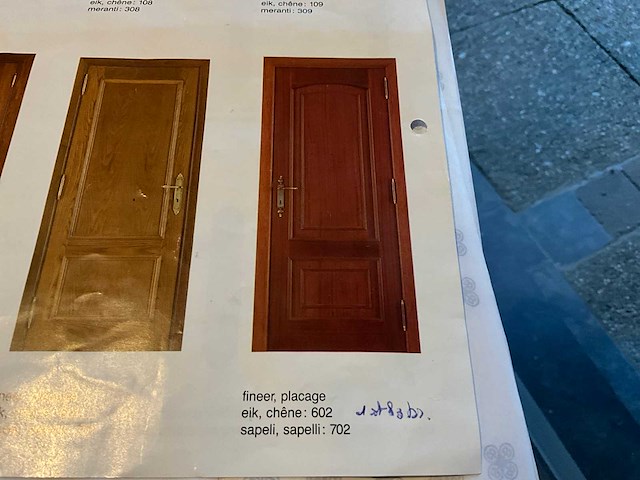 eik, chêne: 108
meranti: 308
eik, chêne: 109
meranti: 309
fineer, placage
eik, chêne: 602
sapeli, sapelli: 702